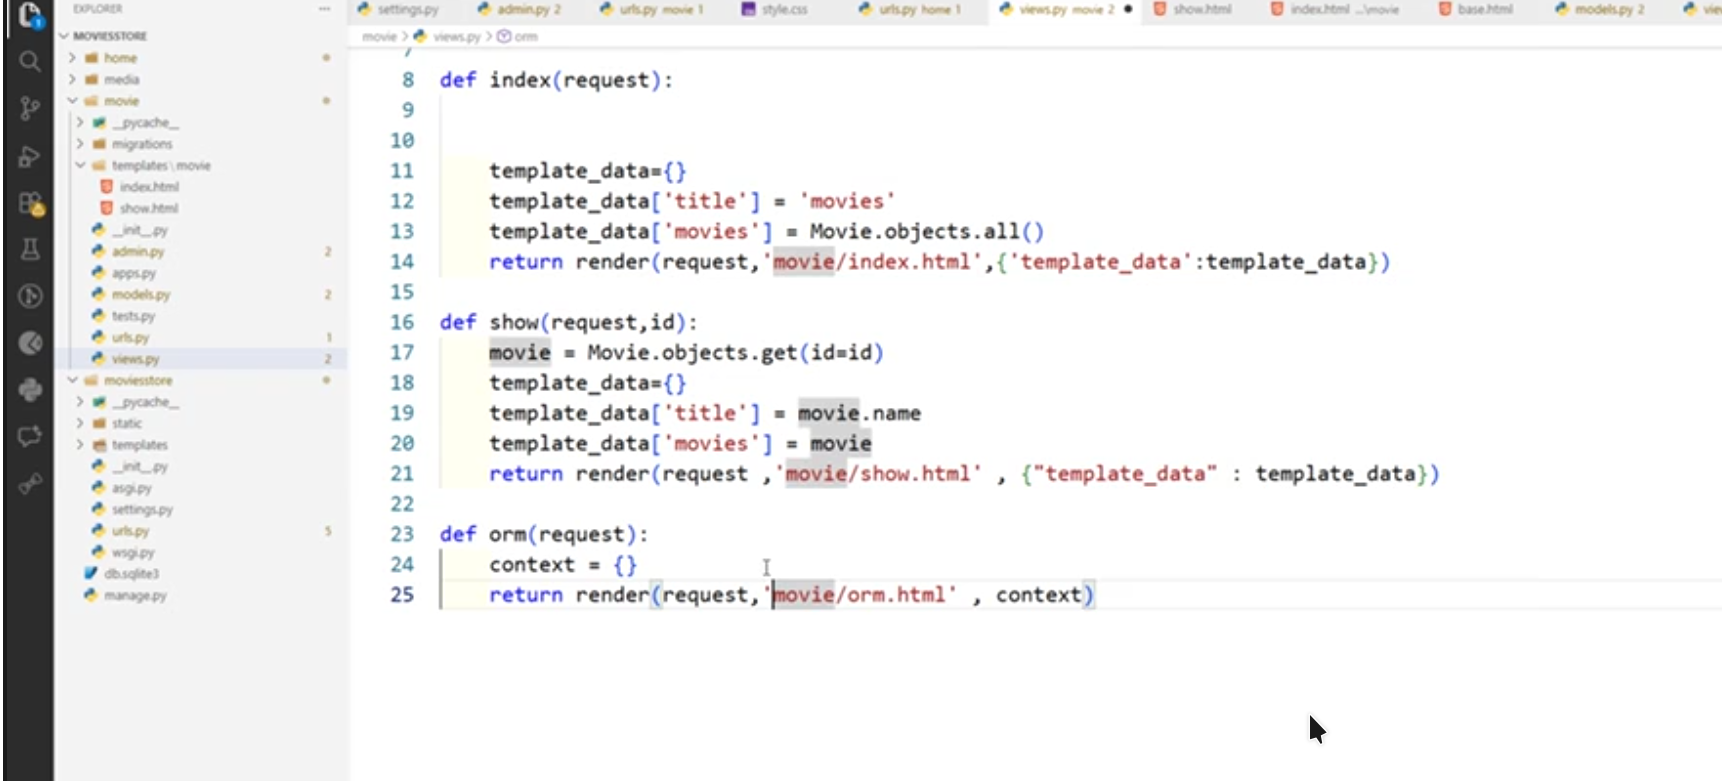 EXPLORER ···
settings.py admin.py 2 urls.py movie 1 style.css urls.py home 1 views.py movie 2 ● show.html index.html ...\movie base.html models.py 2
MOVIESSTORE
movie > views.py > orm
home
media
movie
__pycache__
migrations
templates\movie
index.html
show.html
__init__.py
admin.py 2
apps.py
models.py 2
tests.py
urls.py 1
views.py 2
moviesstore
__pycache__
static
templates
__init__.py
asgi.py
settings.py
urls.py 5
wsgi.py
db.sqlite3
manage.py
7
8 def index(request):
9
10
11 template_data={}
12 template_data['title'] = 'movies'
13 template_data['movies'] = Movie.objects.all()
14 return render(request,'movie/index.html',{'template_data':template_data})
15
16 def show(request,id):
17 movie = Movie.objects.get(id=id)
18 template_data={}
19 template_data['title'] = movie.name
20 template_data['movies'] = movie
21 return render(request ,'movie/show.html' , {"template_data" : template_data})
22
23 def orm(request):
24 context = {}
25 return render(request,'movie/orm.html' , context)